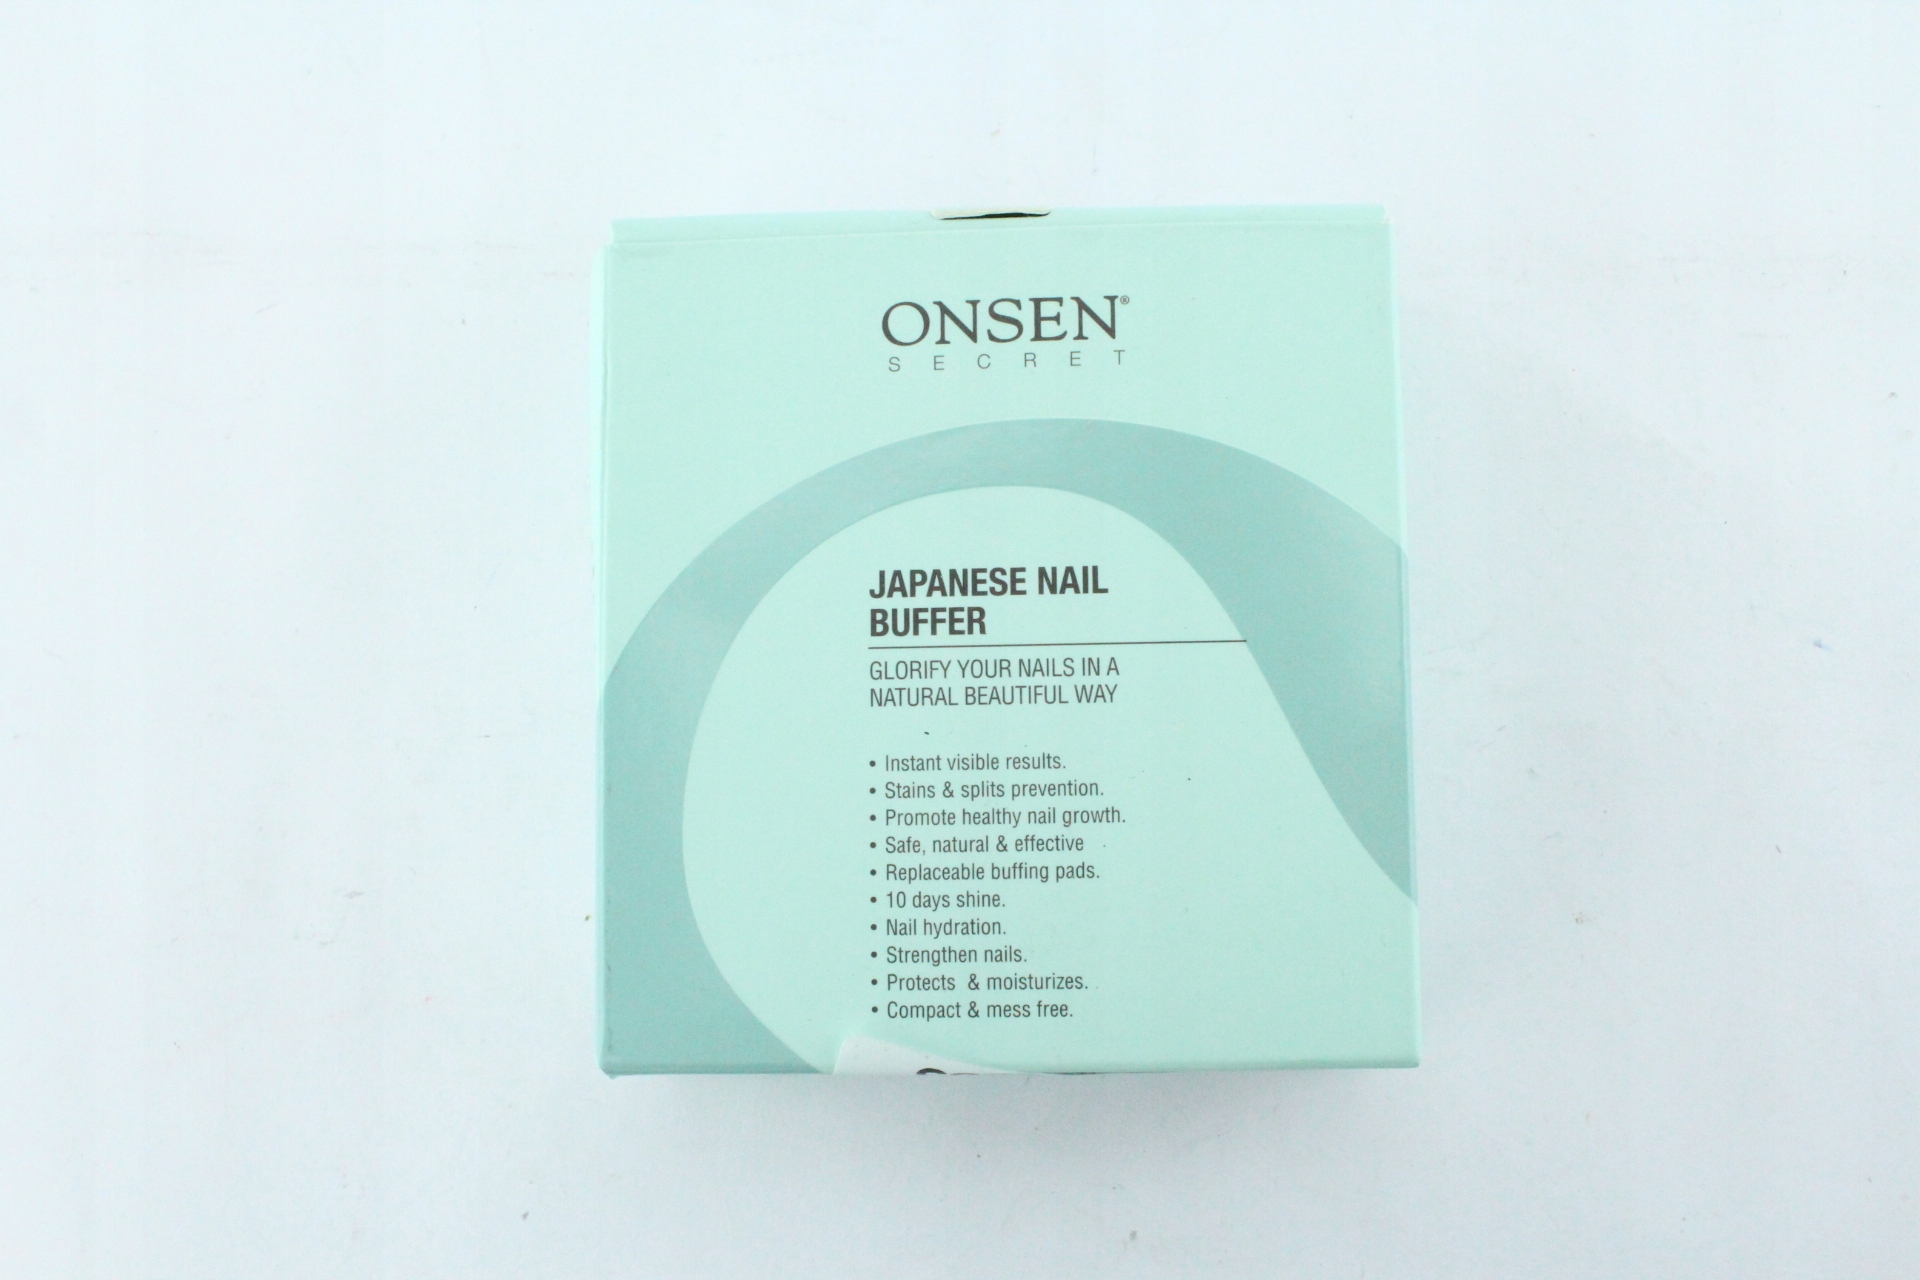 ONSEN®
SECRET
JAPANESE NAIL
BUFFER
GLORIFY YOUR NAILS IN A
NATURAL BEAUTIFUL WAY
• Instant visible results.
• Stains & splits prevention.
• Promote healthy nail growth.
• Safe, natural & effective
• Replaceable buffing pads.
• 10 days shine.
• Nail hydration.
• Strengthen nails.
• Protects & moisturizes.
• Compact & mess free.